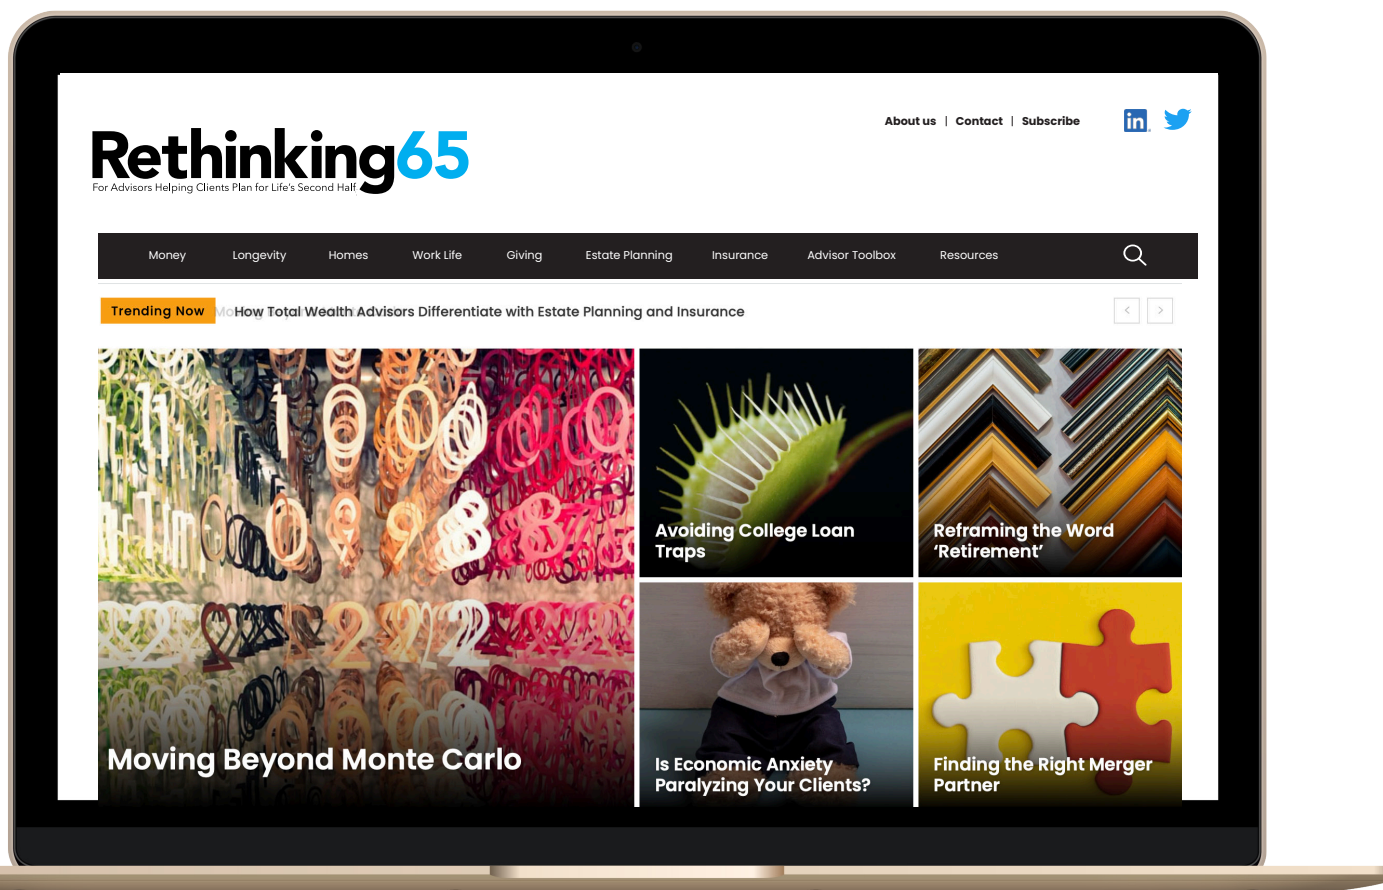 About us | Contact | Subscribe
in
Rethinking65
For Advisors Helping Clients Plan for Life's Second Half
Money Longevity Homes Work Life Giving Estate Planning Insurance Advisor Toolbox Resources
Trending Now How Total Wealth Advisors Differentiate with Estate Planning and Insurance < >
Avoiding College Loan
Traps
Reframing the Word
‘Retirement’
Moving Beyond Monte Carlo
Is Economic Anxiety
Paralyzing Your Clients?
Finding the Right Merger
Partner